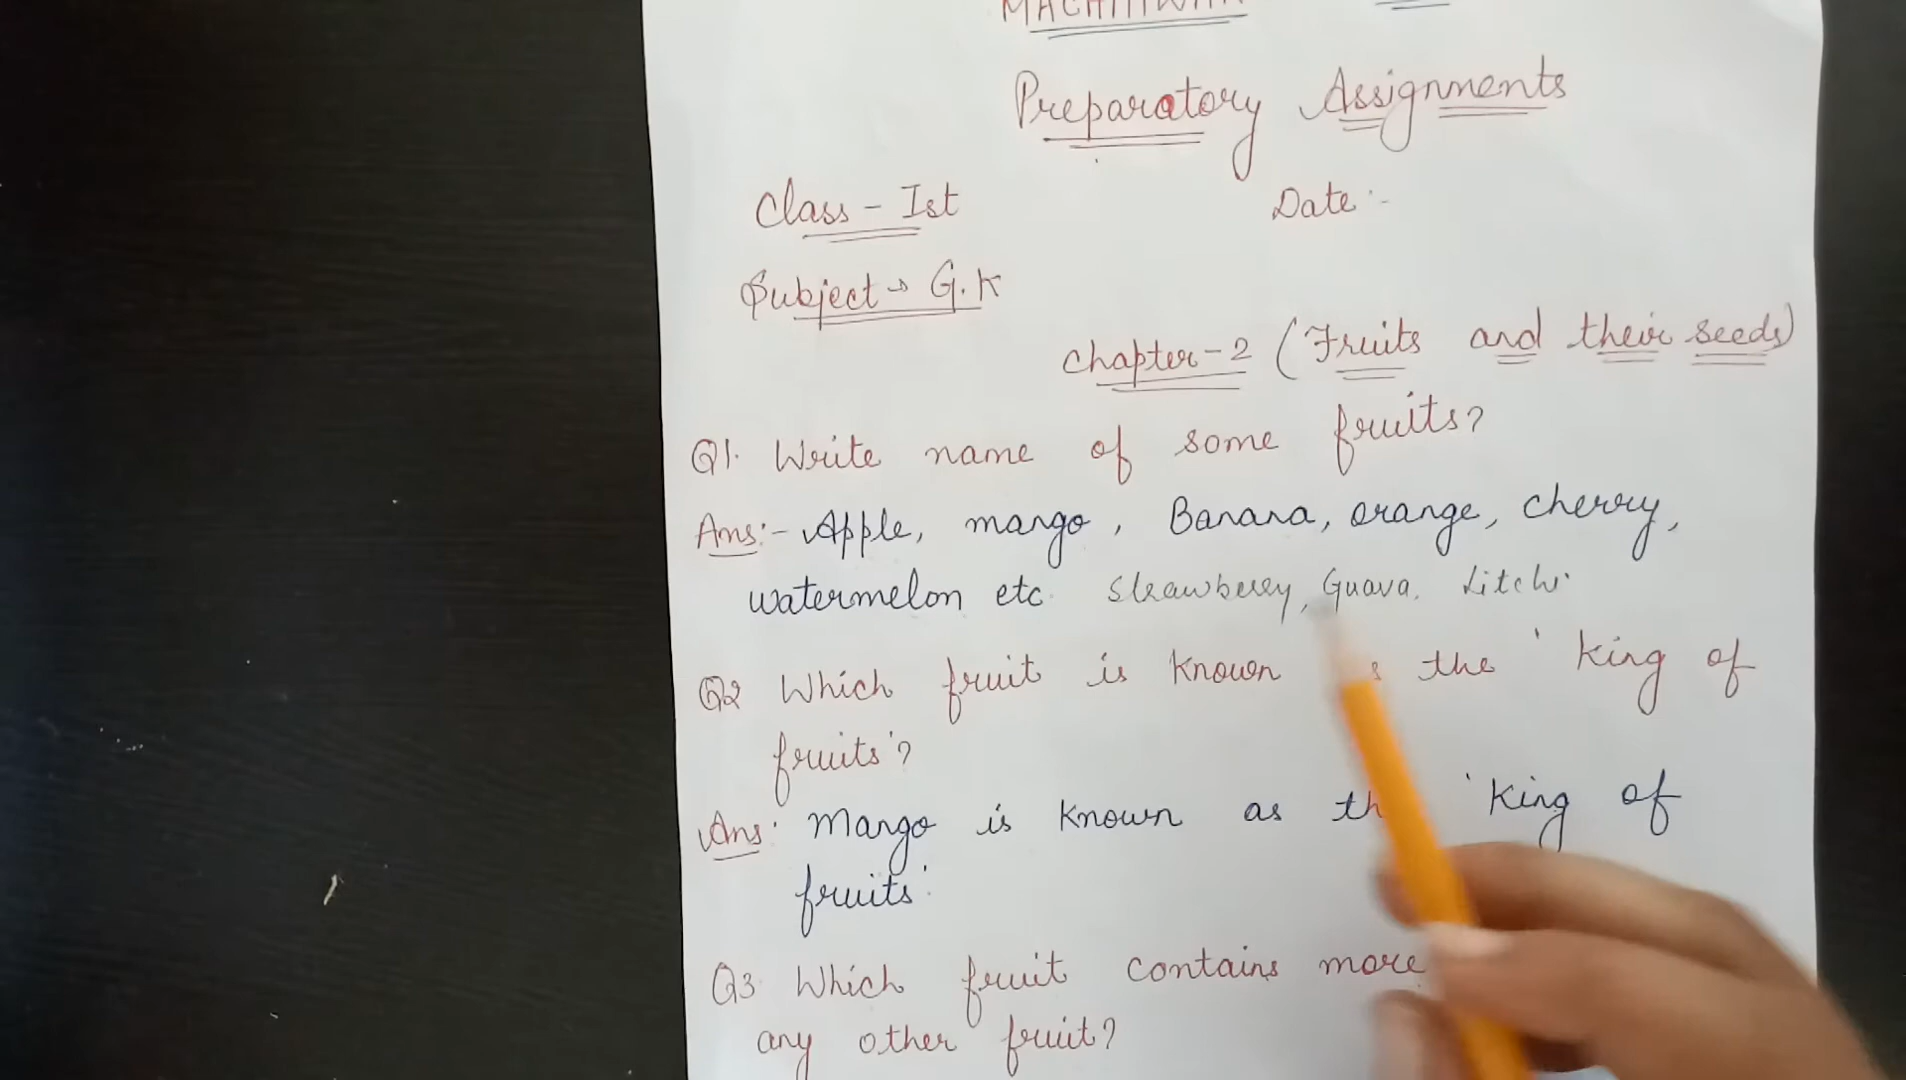 Preparatory Assignments
Class - Ist Date :-
Subject → G.K
Chapter-2 (Fruits and their seeds)
Q1. Write name of some fruits?
Ans:- Apple, mango, Banana, orange, cherry,
watermelon etc. Strawberry, Guava, Litchi
Q2 Which fruit is known the 'king of
fruits'?
Ans: Mango is known as the 'king of
fruits'
Q3 Which fruit contains more
any other fruit?